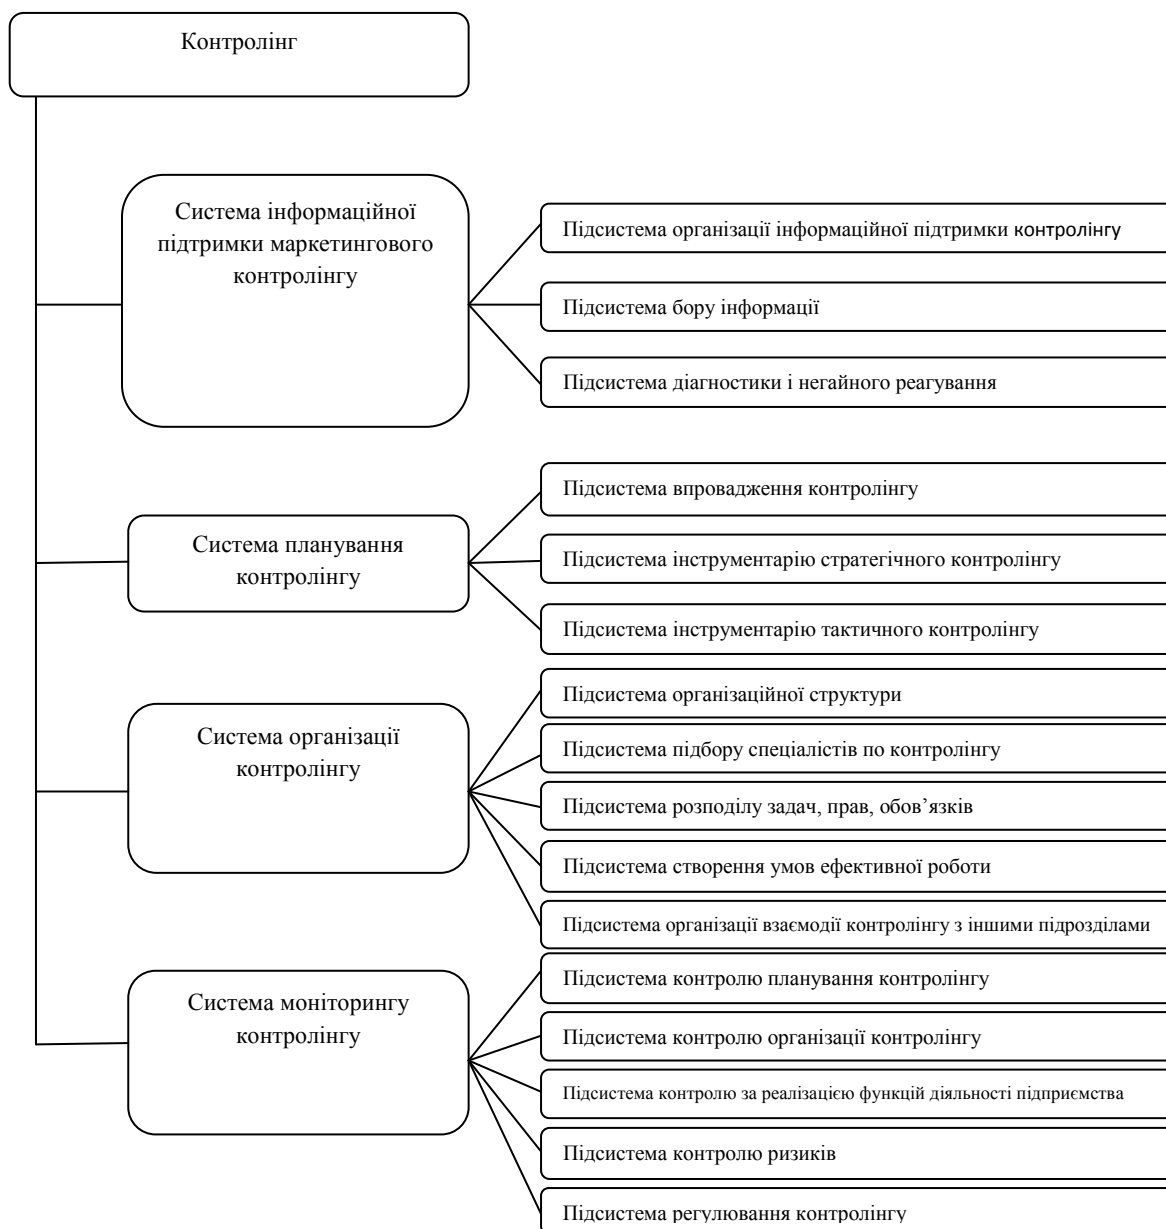 Контролінг
Система інформаційної
підтримки маркетингового
контролінгу
Підсистема організації інформаційної підтримки контролінгу
Підсистема бору інформації
Підсистема діагностики і негайного реагування
Система планування
контролінгу
Підсистема впровадження контролінгу
Підсистема інструментарію стратегічного контролінгу
Підсистема інструментарію тактичного контролінгу
Система організації
контролінгу
Підсистема організаційної структури
Підсистема підбору спеціалістів по контролінгу
Підсистема розподілу задач, прав, обов’язків
Підсистема створення умов ефективної роботи
Підсистема організації взаємодії контролінгу з іншими підрозділами
Система моніторингу
контролінгу
Підсистема контролю планування контролінгу
Підсистема контролю організації контролінгу
Підсистема контролю за реалізацією функцій діяльності підприємства
Підсистема контролю ризиків
Підсистема регулювання контролінгу